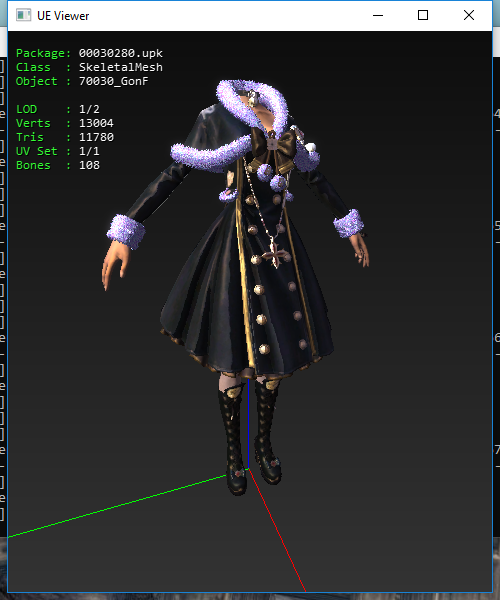 UE Viewer
Package: 00030280.upk
Class  : SkeletalMesh
Object : 70030_GonF
LOD    : 1/2
Verts  : 13004
Tris   : 11780
UV Set : 1/1
Bones  : 108